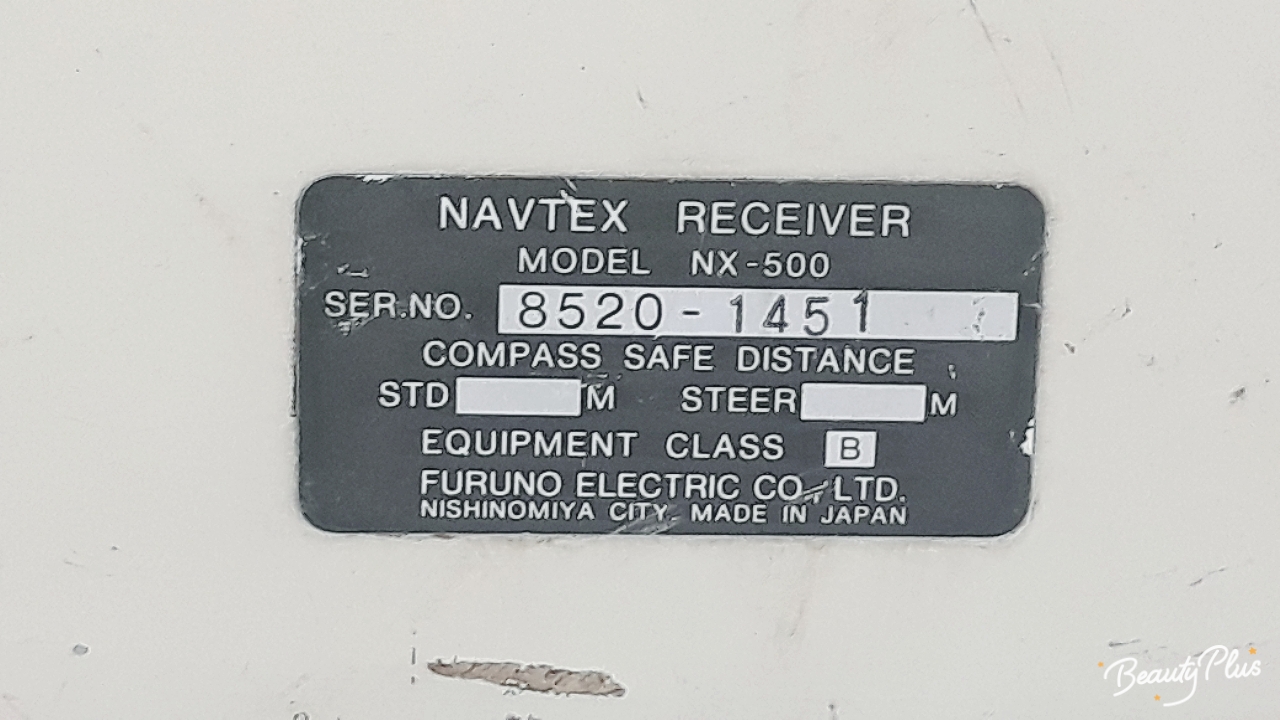 NAVTEX RECEIVER
MODEL NX-500
SER.NO. 8520-1451
COMPASS SAFE DISTANCE
STD M STEER M
EQUIPMENT CLASS B
FURUNO ELECTRIC CO., LTD.
NISHINOMIYA CITY. MADE IN JAPAN
BeautyPlus